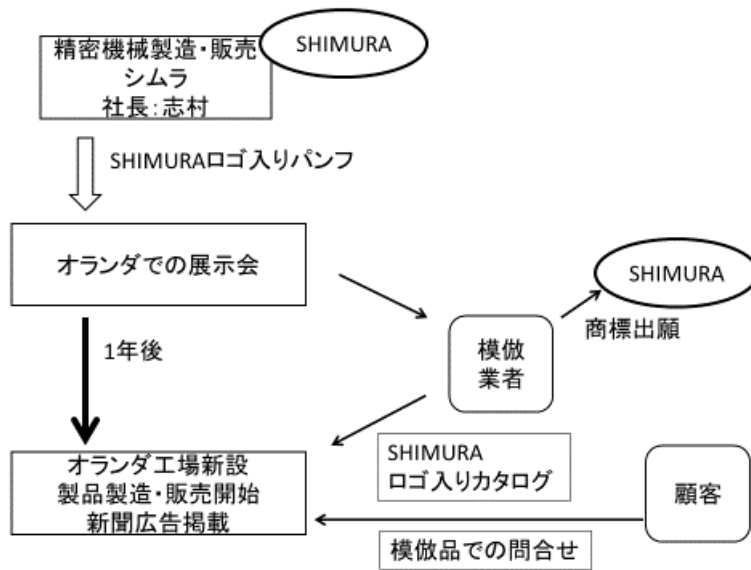 SHIMURA
精密機械製造・販売
シムラ
社長：志村
SHIMURAロゴ入りパンフ
オランダでの展示会
SHIMURA
商標出願
1年後
模倣
業者
SHIMURA
ロゴ入りカタログ
オランダ工場新設
製品製造・販売開始
新聞広告掲載
顧客
模倣品での問合せ